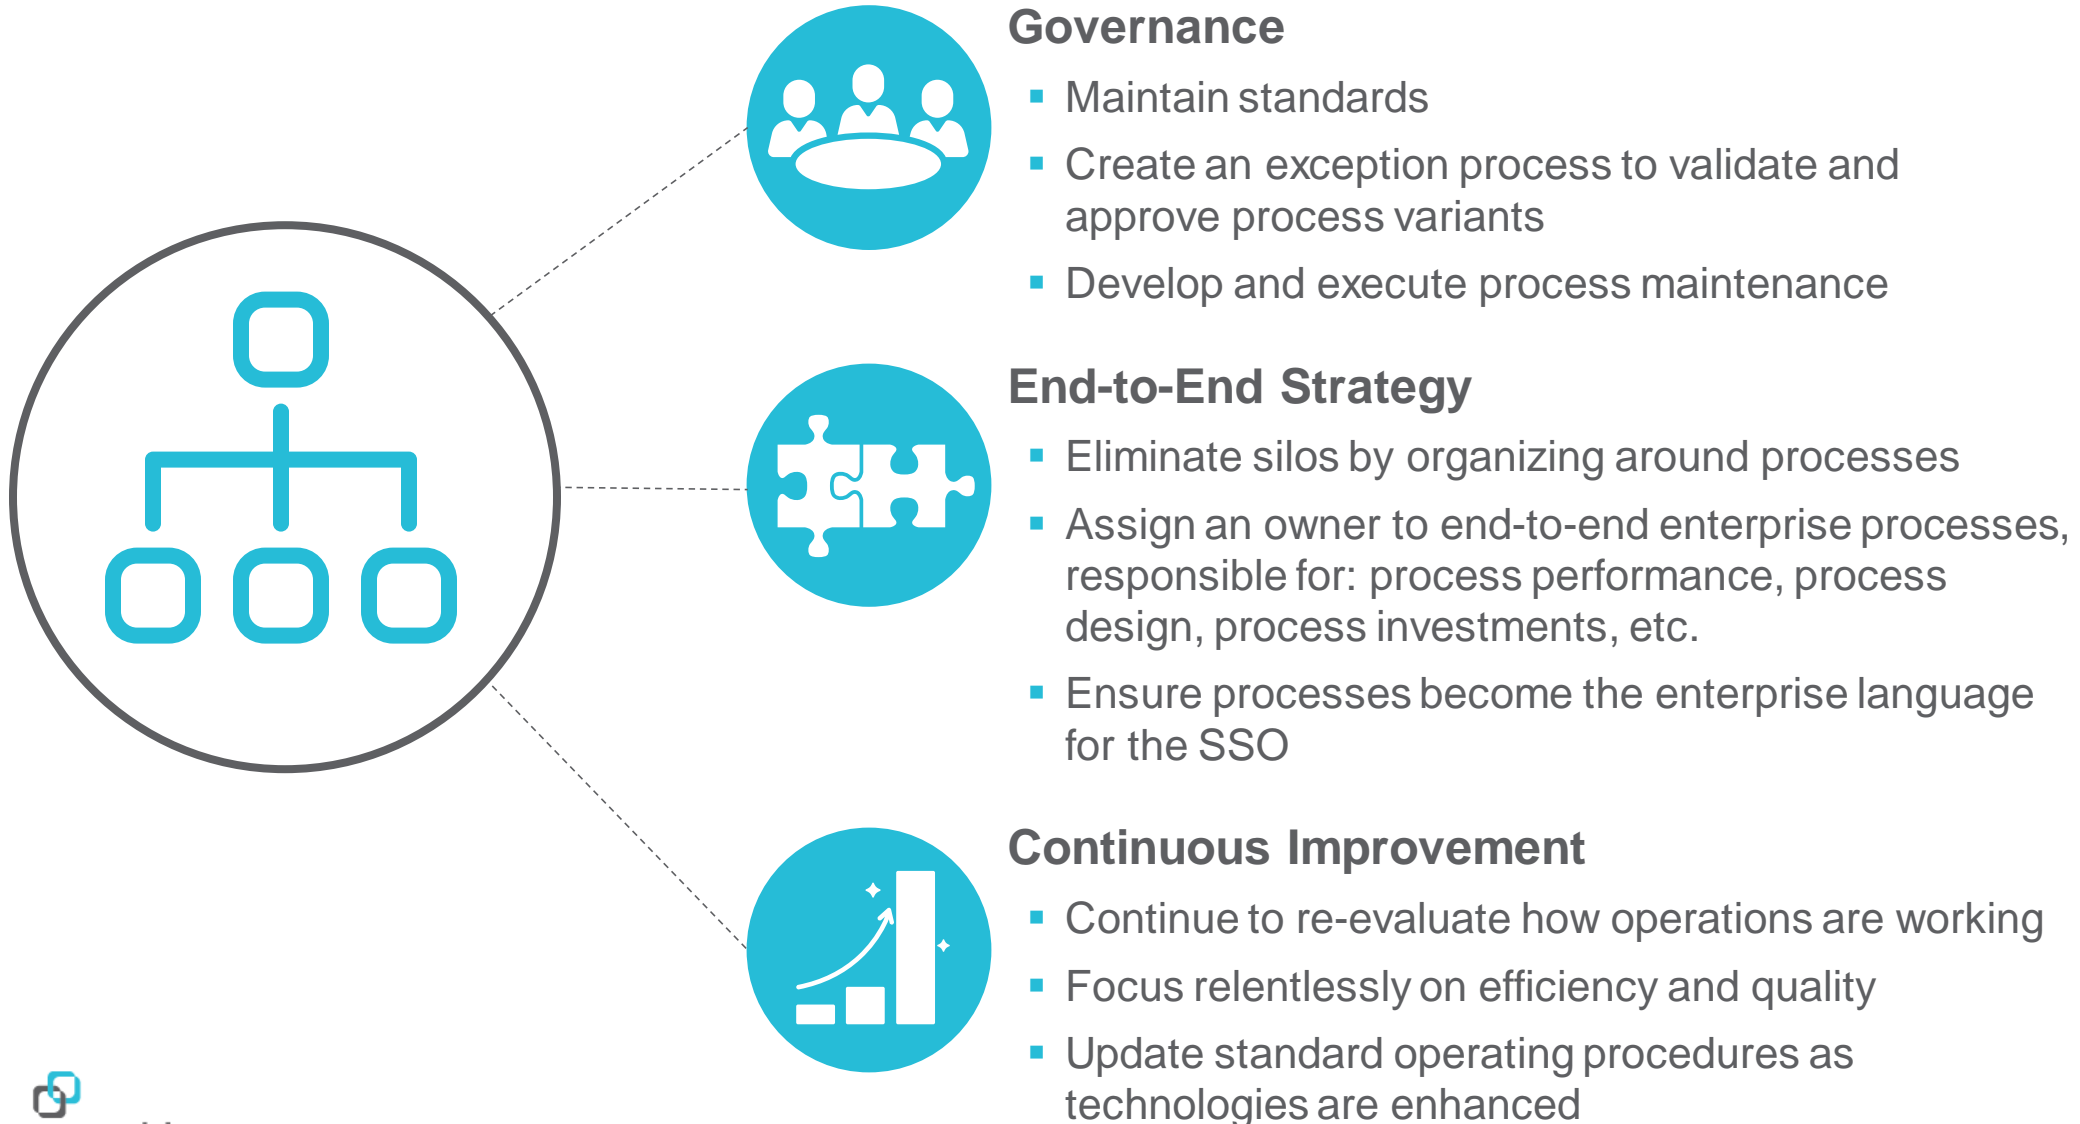 Governance
Maintain standards
Create an exception process to validate and
approve process variants
Develop and execute process maintenance
End-to-End Strategy
Eliminate silos by organizing around processes
Assign an owner to end-to-end enterprise processes,
responsible for: process performance, process
design, process investments, etc.
Ensure processes become the enterprise language
for the SSO
Continuous Improvement
Continue to re-evaluate how operations are working
Focus relentlessly on efficiency and quality
Update standard operating procedures as
technologies are enhanced